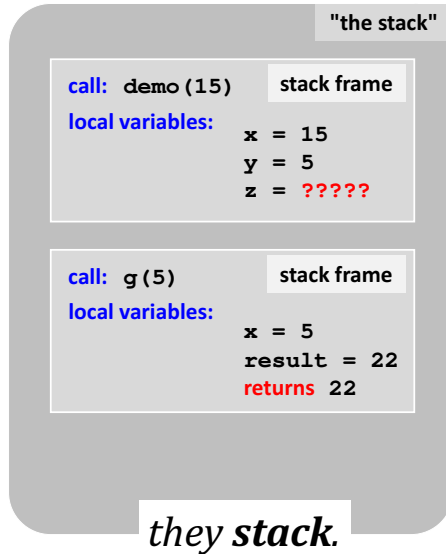 "the stack"
call: demo(15) stack frame
local variables:
x = 15
y = 5
z = ?????
call: g(5) stack frame
local variables:
x = 5
result = 22
returns 22
they stack.